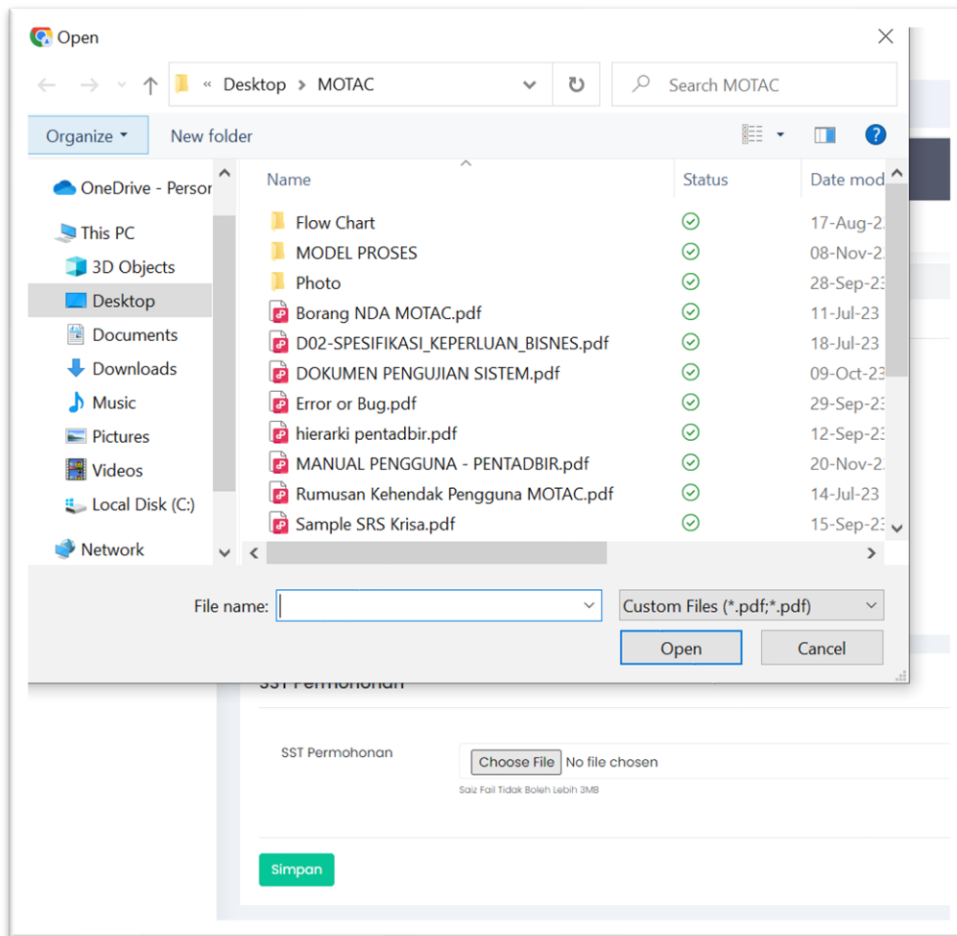 Open
« Desktop > MOTAC
Search MOTAC
Organize
New folder
OneDrive - Person
This PC
3D Objects
Desktop
Documents
Downloads
Music
Pictures
Videos
Local Disk (C:)
Network
Name Status Date mod
Flow Chart 17-Aug-2
MODEL PROSES 08-Nov-2
Photo 28-Sep-23
Borang NDA MOTAC.pdf 11-Jul-23
D02-SPESIFIKASI_KEPERLUAN_BISNES.pdf 18-Jul-23
DOKUMEN PENGUJIAN SISTEM.pdf 09-Oct-23
Error or Bug.pdf 29-Sep-23
hierarki pentadbir.pdf 12-Sep-23
MANUAL PENGGUNA - PENTADBIR.pdf 20-Nov-2
Rumusan Kehendak Pengguna MOTAC.pdf 14-Jul-23
Sample SRS Krisa.pdf 15-Sep-23
File name: Custom Files (*.pdf;*.pdf)
Open Cancel
SST Permohonan
SST Permohonan Choose File No file chosen
Saiz Fail Tidak Boleh Lebih 3MB
Simpan